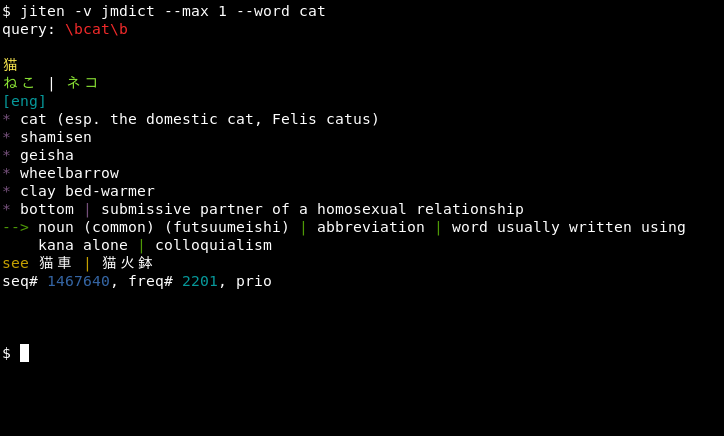 $ jiten -v jmdict --max 1 --word cat
query: \bcat\b
猫
ねこ | ネコ
[eng]
* cat (esp. the domestic cat, Felis catus)
* shamisen
* geisha
* wheelbarrow
* clay bed-warmer
* bottom | submissive partner of a homosexual relationship
--> noun (common) (futsuumeishi) | abbreviation | word usually written using
kana alone | colloquialism
see 猫車 | 猫火鉢
seq# 1467640, freq# 2201, prio
$